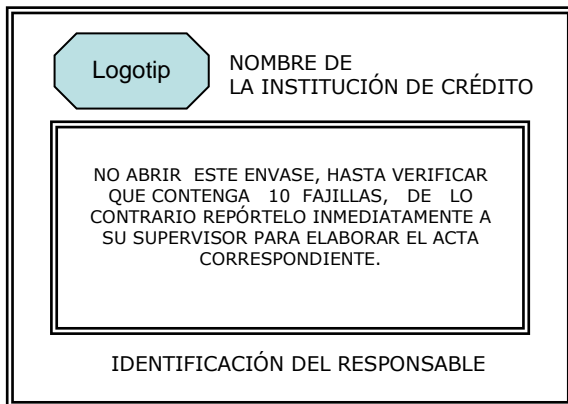 Logotip
NOMBRE DE
LA INSTITUCIÓN DE CRÉDITO
NO ABRIR ESTE ENVASE, HASTA VERIFICAR
QUE CONTENGA 10 FAJILLAS, DE LO
CONTRARIO REPÓRTELO INMEDIATAMENTE A
SU SUPERVISOR PARA ELABORAR EL ACTA
CORRESPONDIENTE.
IDENTIFICACIÓN DEL RESPONSABLE